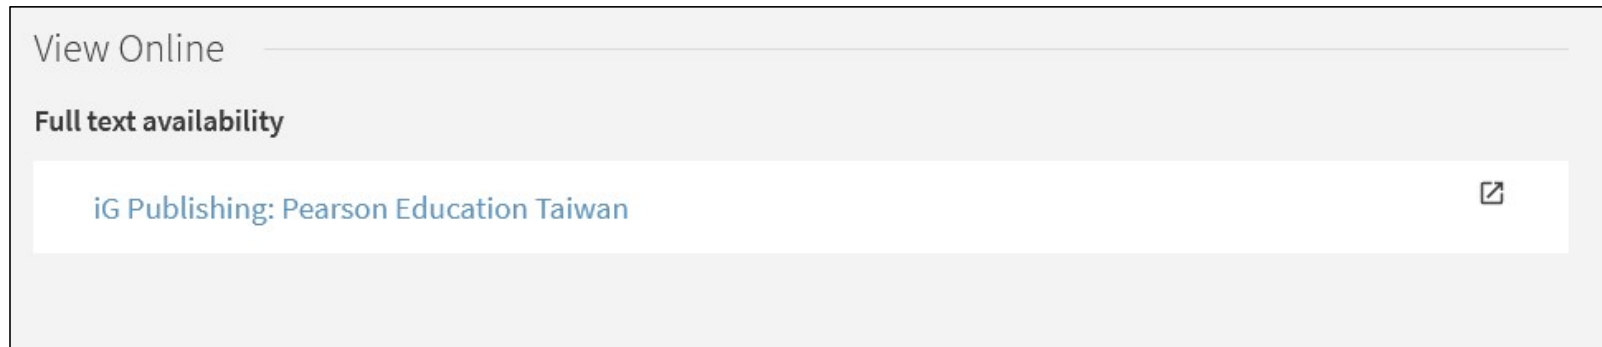 View Online
Full text availability
iG Publishing: Pearson Education Taiwan